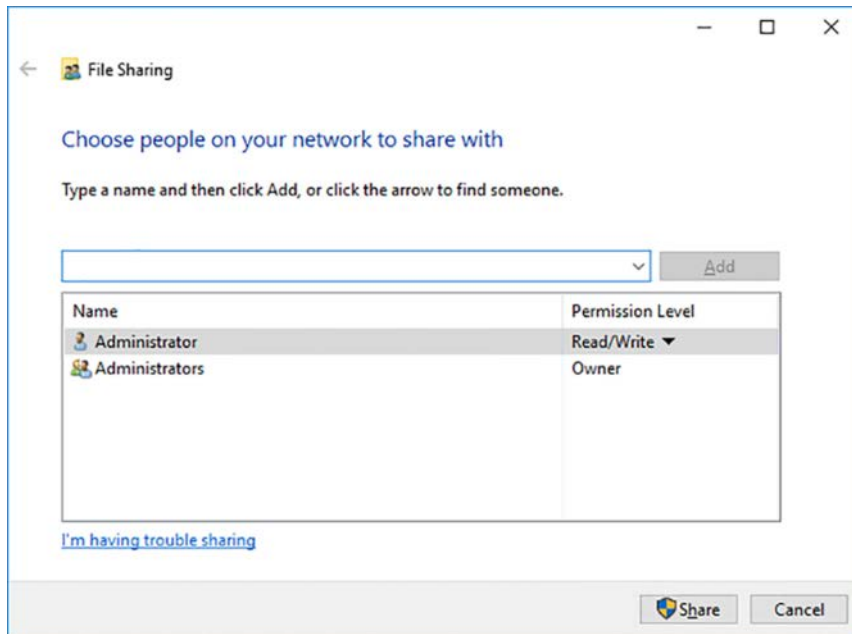 File Sharing
Choose people on your network to share with
Type a name and then click Add, or click the arrow to find someone.
Add
Name Permission Level
Administrator Read/Write
Administrators Owner
I'm having trouble sharing
Share Cancel